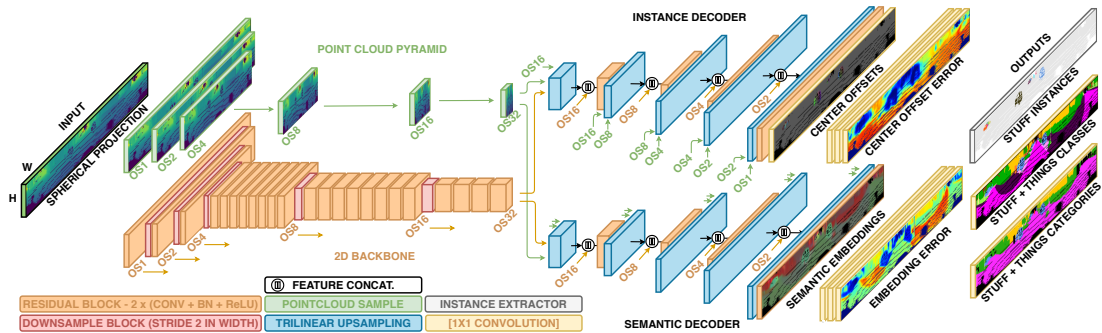 INSTANCE DECODER
POINT CLOUD PYRAMID
INPUT
SPHERICAL PROJECTION
W
H
OS1
OS2
OS4
OS8
OS16
OS32
OS16
OS16
OS8
OS16
OS8
OS4
OS8
OS4
OS2
OS4
OS2
OS1
CENTER OFFSETS
CENTER OFFSET ERROR
OUTPUTS
STUFF INSTANCES
STUFF + THINGS CLASSES
STUFF + THINGS CATEGORIES
OS1
OS2
OS4
OS8
OS16
OS32
2D BACKBONE
OS16
OS8
OS4
OS2
SEMANTIC EMBEDDINGS
EMBEDDING ERROR
SEMANTIC DECODER
FEATURE CONCAT.
RESIDUAL BLOCK - 2 x (CONV + BN + ReLU)
POINTCLOUD SAMPLE
INSTANCE EXTRACTOR
DOWNSAMPLE BLOCK (STRIDE 2 IN WIDTH)
TRILINEAR UPSAMPLING
[1X1 CONVOLUTION]